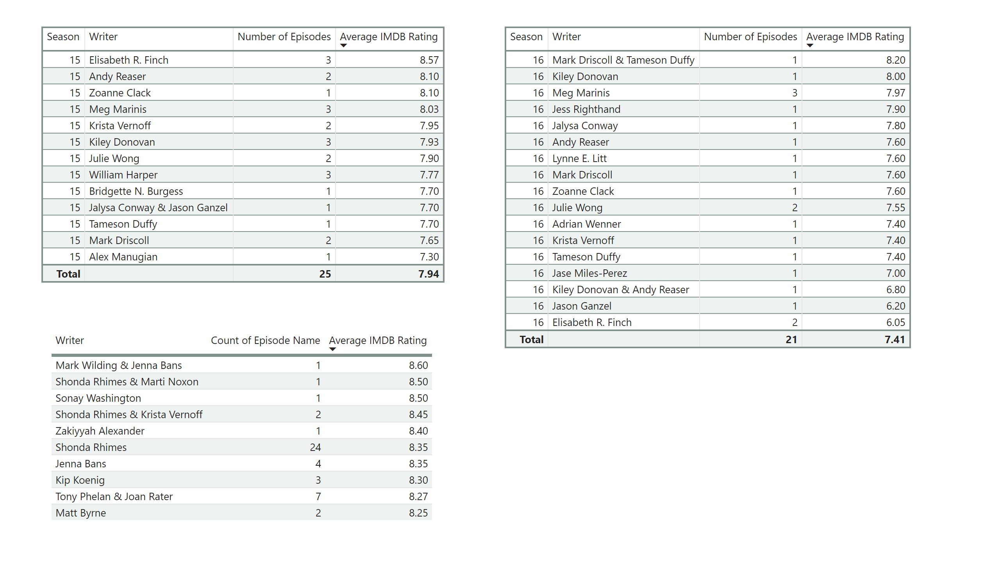 Season Writer Number of Episodes Average IMDB Rating
15 Elisabeth R. Finch 3 8.57
15 Andy Reaser 2 8.10
15 Zoanne Clack 1 8.10
15 Meg Marinis 3 8.03
15 Krista Vernoff 2 7.95
15 Kiley Donovan 3 7.93
15 Julie Wong 2 7.90
15 William Harper 3 7.77
15 Bridgette N. Burgess 1 7.70
15 Jalysa Conway & Jason Ganzel 1 7.70
15 Tameson Duffy 1 7.70
15 Mark Driscoll 2 7.65
15 Alex Manugian 1 7.30
Total 25 7.94
Season Writer Number of Episodes Average IMDB Rating
16 Mark Driscoll & Tameson Duffy 1 8.20
16 Kiley Donovan 1 8.00
16 Meg Marinis 3 7.97
16 Jess Righthand 1 7.90
16 Jalysa Conway 1 7.80
16 Andy Reaser 1 7.60
16 Lynne E. Litt 1 7.60
16 Mark Driscoll 1 7.60
16 Zoanne Clack 1 7.60
16 Julie Wong 2 7.55
16 Adrian Wenner 1 7.40
16 Krista Vernoff 1 7.40
16 Tameson Duffy 1 7.40
16 Jase Miles-Perez 1 7.00
16 Kiley Donovan & Andy Reaser 1 6.80
16 Jason Ganzel 1 6.20
16 Elisabeth R. Finch 2 6.05
Total 21 7.41
Writer Count of Episode Name Average IMDB Rating
Mark Wilding & Jenna Bans 1 8.60
Shonda Rhimes & Marti Noxon 1 8.50
Sonay Washington 1 8.50
Shonda Rhimes & Krista Vernoff 2 8.45
Zakiyyah Alexander 1 8.40
Shonda Rhimes 24 8.35
Jenna Bans 4 8.35
Kip Koenig 3 8.30
Tony Phelan & Joan Rater 7 8.27
Matt Byrne 2 8.25